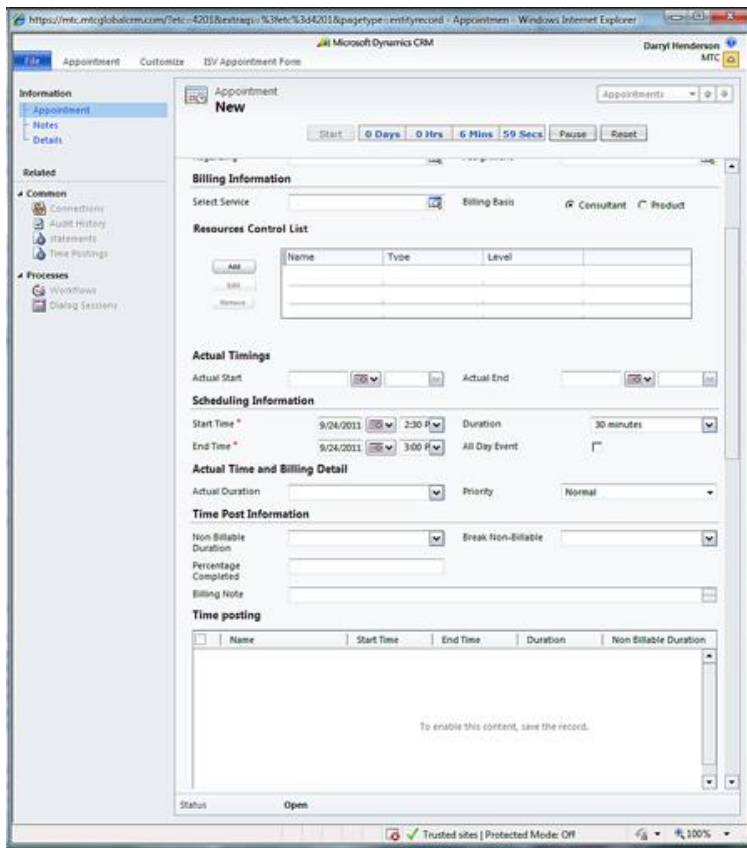 https://mtc.mtcglobalcrm.com/?etc=4201&extraqs=%3fetc%3d4201&pagetype=entityrecord - Appointmen - Windows Internet Explorer
Microsoft Dynamics CRM
Darryl Henderson
MTC
File Appointment Customize ISV Appointment Form
Information
Appointment
Notes
Details
Related
Common
Connections
Audit History
statements
Time Postings
Processes
Workflows
Dialog Sessions
Appointment
New
Appointments
Start 0 Days 0 Hrs 6 Mins 59 Secs Pause Reset
Billing Information
Select Service Billing Basis Consultant Product
Resources Control List
Add
Edit
Remove
Name Type Level
Actual Timings
Actual Start Actual End
Scheduling Information
Start Time * 9/24/2011 2:30 P Duration 30 minutes
End Time * 9/24/2011 3:00 P All Day Event
Actual Time and Billing Detail
Actual Duration Priority Normal
Time Post Information
Non Billable Duration Break Non-Billable
Percentage Completed
Billing Note
Time posting
Name Start Time End Time Duration Non Billable Duration
To enable this content, save the record.
Status Open
Trusted sites | Protected Mode: Off 100%